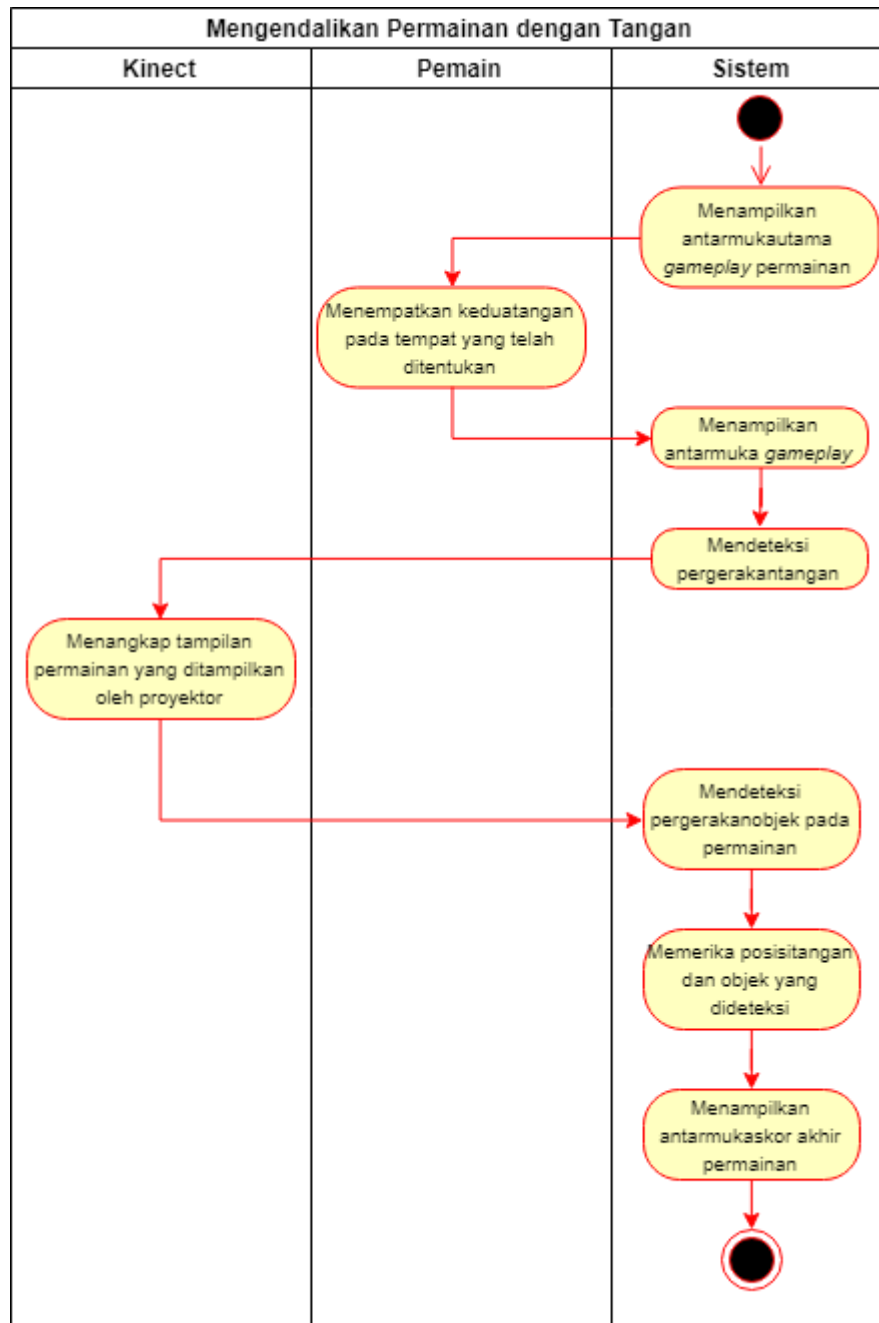 Mengendalikan Permainan dengan Tangan
Kinect
Pemain
Sistem
Menampilkan
antarmukautama
gameplay permainan
Menempatkan keduatangan
pada tempat yang telah
ditentukan
Menampilkan
antarmuka gameplay
Mendeteksi
pergerakantangan
Menangkap tampilan
permainan yang ditampilkan
oleh proyektor
Mendeteksi
pergerakanobjek pada
permainan
Memerika posisitangan
dan objek yang
dideteksi
Menampilkan
antarmukaskor akhir
permainan